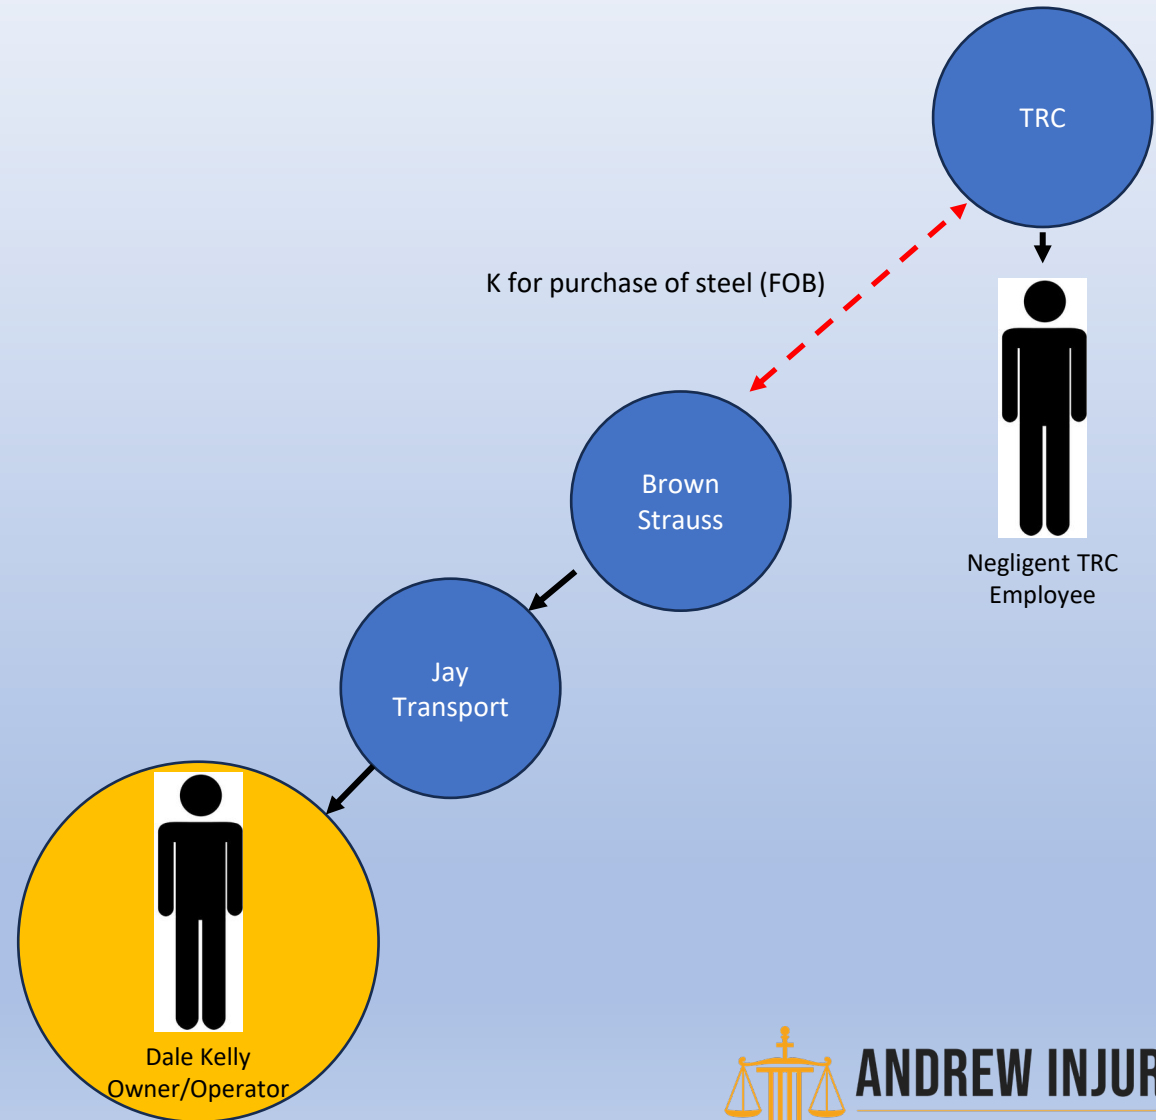 TRC
K for purchase of steel (FOB)
Brown
Strauss
Negligent TRC
Employee
Jay
Transport
Dale Kelly
Owner/Operator
ANDREW INJUR